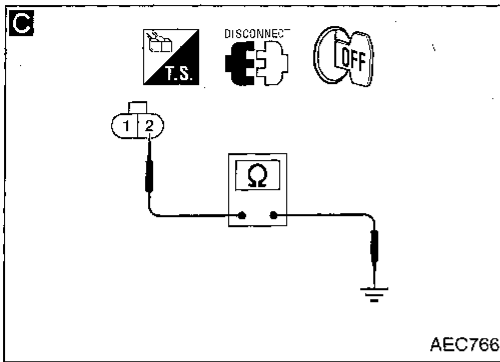 C
DISCONNECT
T.S.
OFF
1 2
Ω
AEC766